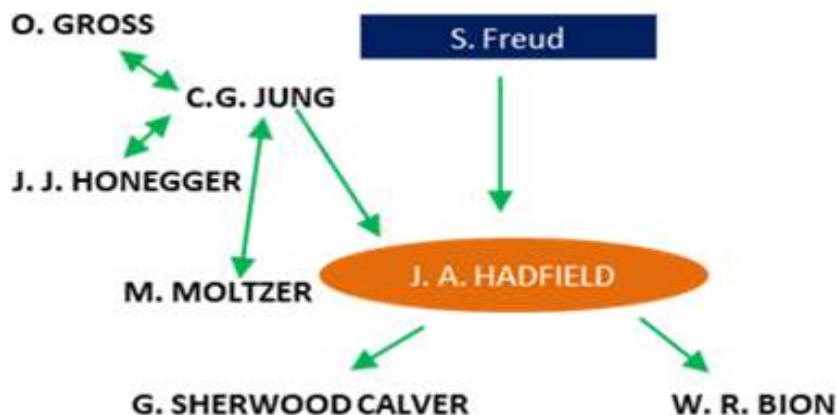 O. GROSS
S. Freud
C.G. JUNG
J. J. HONEGGER
J. A. HADFIELD
M. MOLTZER
G. SHERWOOD CALVER
W. R. BION